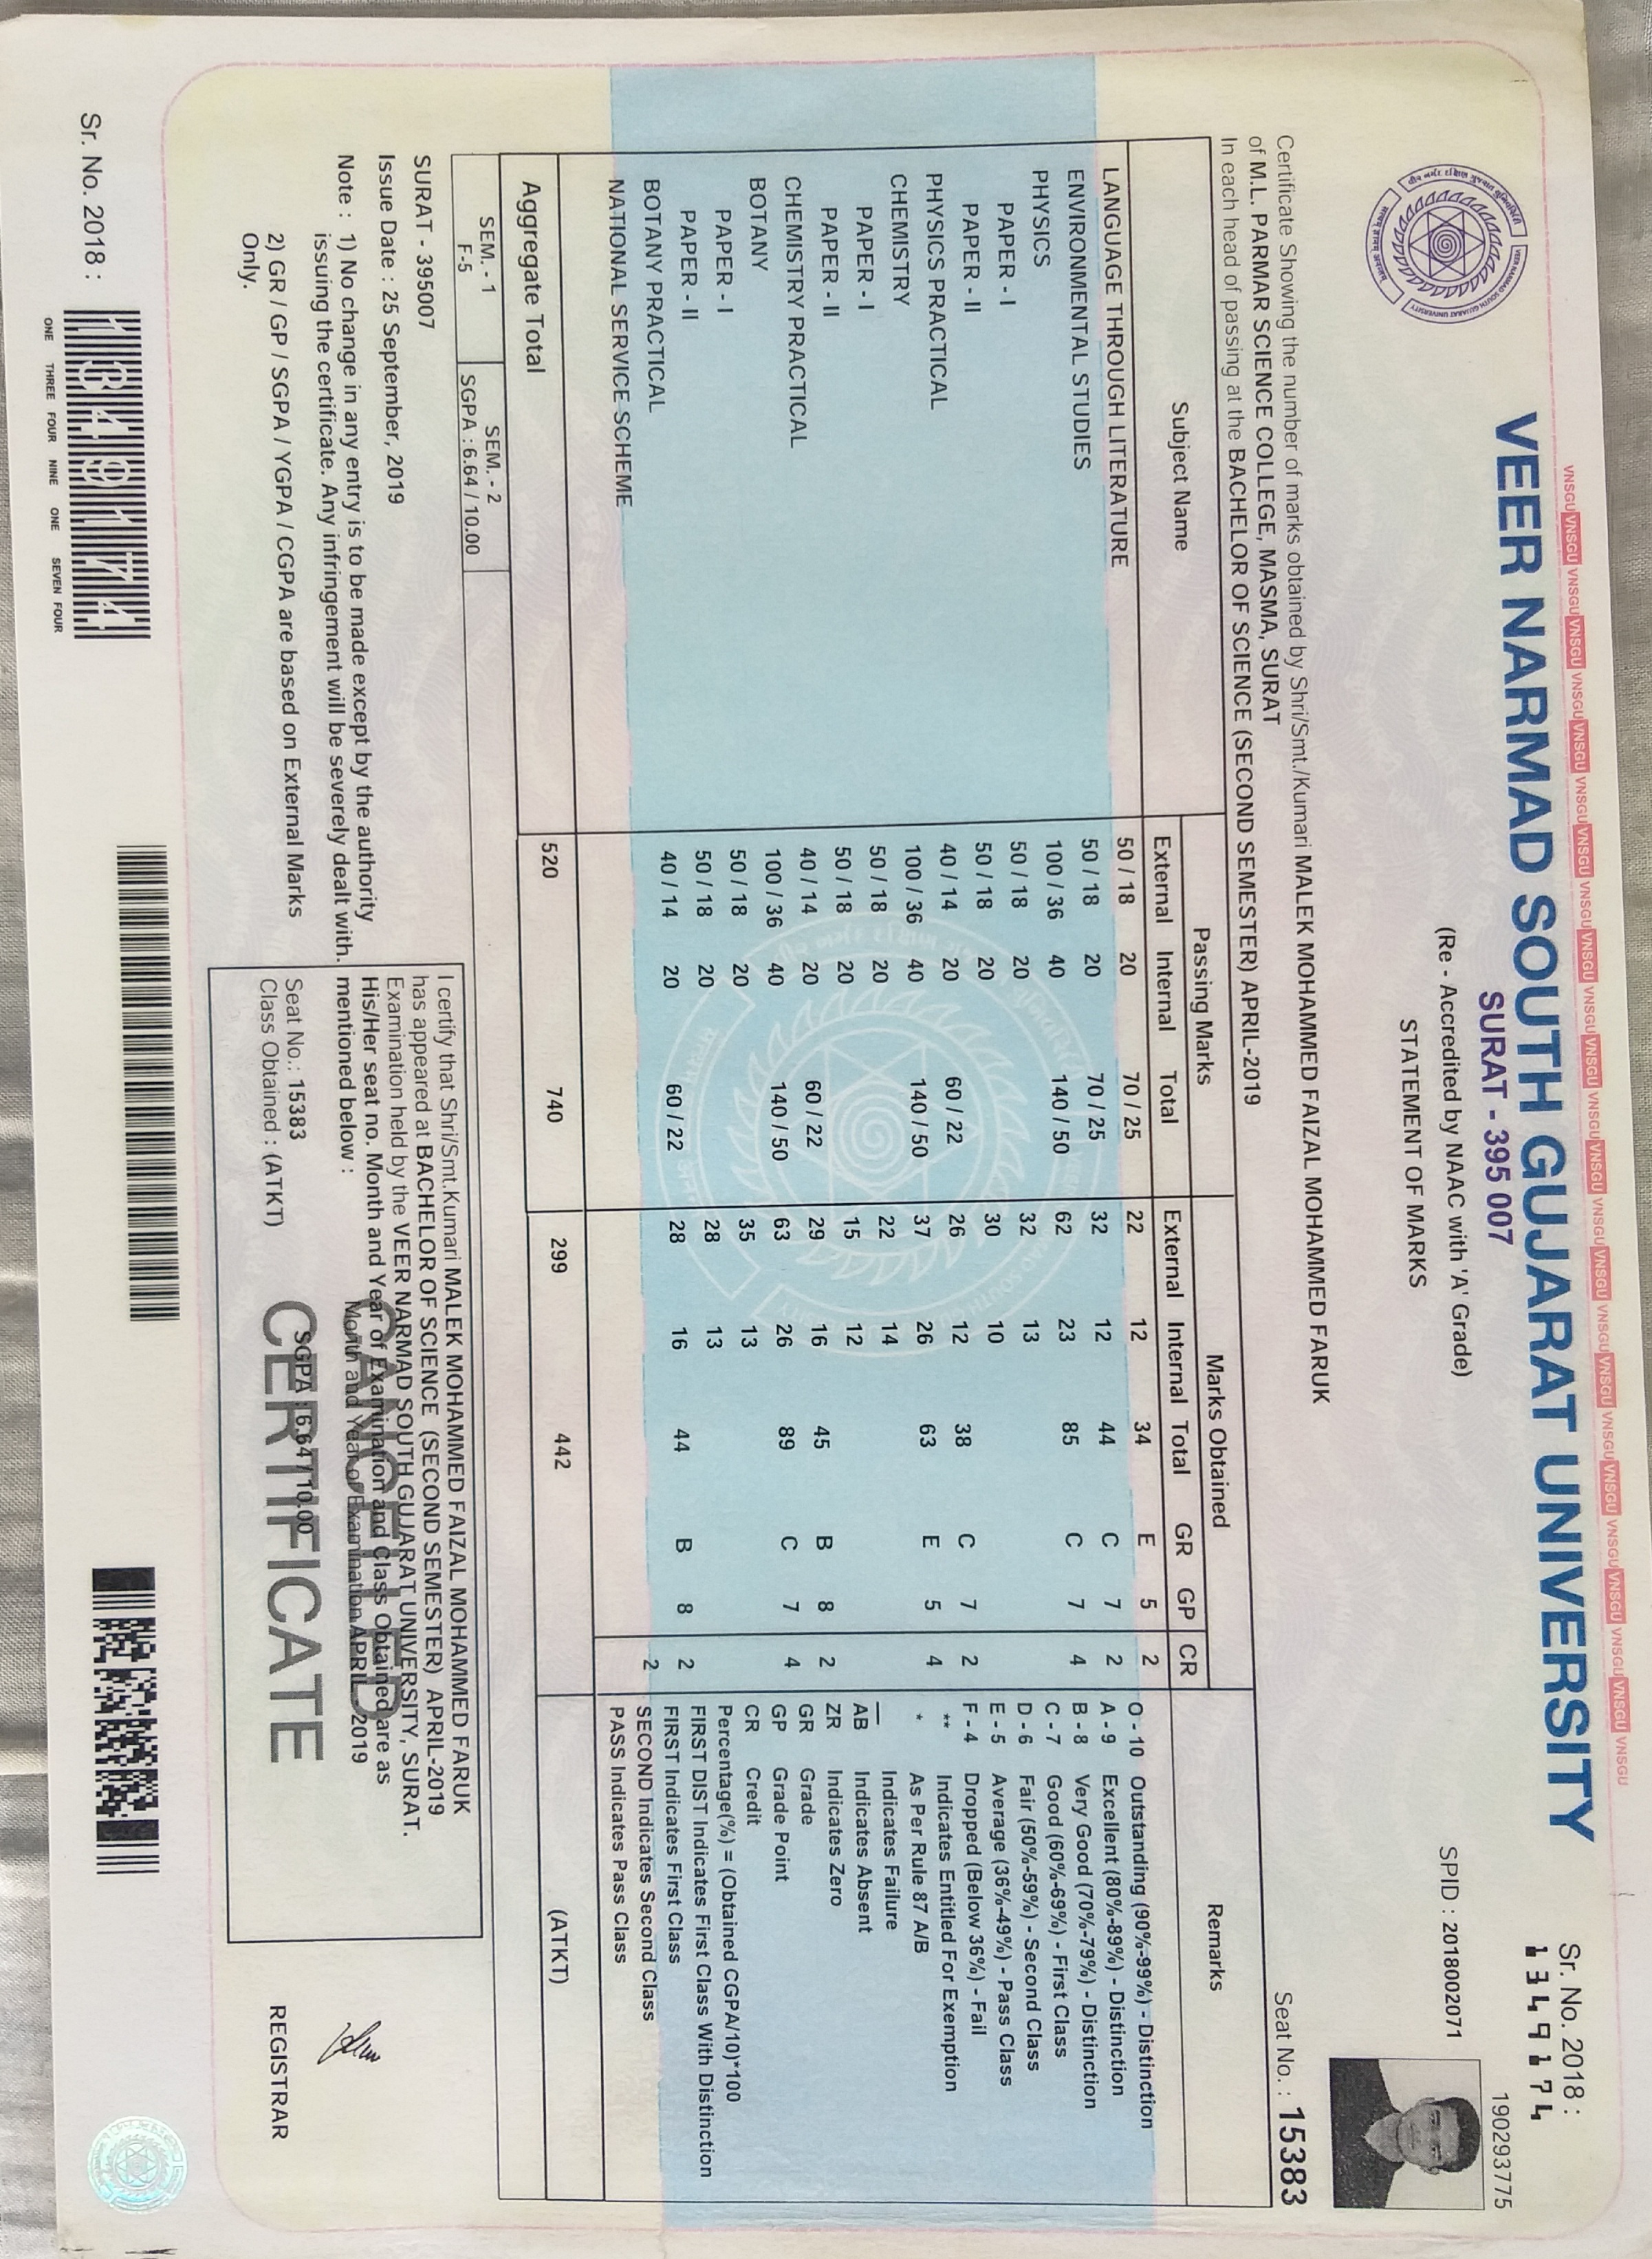 VNSGU VNSGU VNSGU VNSGU VNSGU VNSGU VNSGU VNSGU VNSGU VNSGU VNSGU VNSGU VNSGU VNSGU VNSGU VNSGU VNSGU VNSGU VNSGU VNSGU VNSGU VNSGU VNSGU VNSGU VNSGU
Sr. No. 2018 :
1349174
190293775
VEER NARMAD SOUTH GUJARAT UNIVERSITY
SURAT - 395 007
(Re - Accredited by NAAC with 'A' Grade)
SPID : 2018002071
STATEMENT OF MARKS
Certificate Showing the number of marks obtained by Shri/Smt./Kumari MALEK MOHAMMED FAIZAL MOHAMMED FARUK
of M.L. PARMAR SCIENCE COLLEGE, MASMA, SURAT
In each head of passing at the BACHELOR OF SCIENCE (SECOND SEMESTER) APRIL-2019
Seat No. : 15383
Subject Name Passing Marks Marks Obtained Remarks
External Internal Total External Internal Total GR GP CR
LANGUAGE THROUGH LITERATURE 50 / 18 20 70 / 25 22 12 34 E 5 2
ENVIRONMENTAL STUDIES 50 / 18 20 70 / 25 32 12 44 C 7 2
PHYSICS 100 / 36 40 140 / 50 62 23 85 C 7 4
PAPER - I 50 / 18 20 32 13
PAPER - II 50 / 18 20 30 10
PHYSICS PRACTICAL 40 / 14 20 60 / 22 26 12 38 C 7 2
CHEMISTRY 100 / 36 40 140 / 50 37 26 63 E 5 4
PAPER - I 50 / 18 20 22 14
PAPER - II 50 / 18 20 15 12
CHEMISTRY PRACTICAL 40 / 14 20 60 / 22 29 16 45 B 8 2
BOTANY 100 / 36 40 140 / 50 63 26 89 C 7 4
PAPER - I 50 / 18 20 35 13
PAPER - II 50 / 18 20 28 13
BOTANY PRACTICAL 40 / 14 20 60 / 22 28 16 44 B 8 2
NATIONAL SERVICE SCHEME 2
O - 10 Outstanding (90%-99%) - Distinction
A - 9 Excellent (80%-89%) - Distinction
B - 8 Very Good (70%-79%) - Distinction
C - 7 Good (60%-69%) - First Class
D - 6 Fair (50%-59%) - Second Class
E - 5 Average (36%-49%) - Pass Class
F - 4 Dropped (Below 36%) - Fail
** Indicates Entitled For Exemption
* As Per Rule 87 A/B
Indicates Failure
AB Indicates Absent
ZR Indicates Zero
GR Grade
GP Grade Point
CR Credit
Percentage(%) = (Obtained CGPA/10)*100
FIRST DIST Indicates First Class With Distinction
FIRST Indicates First Class
SECOND Indicates Second Class
PASS Indicates Pass Class
Aggregate Total 520 740 299 442 (ATKT)
SEM. - 1 SEM. - 2
F-5 SGPA : 6.64 / 10.00
SURAT - 395007
Issue Date : 25 September, 2019
Note : 1) No change in any entry is to be made except by the authority
issuing the certificate. Any infringement will be severely dealt with.
2) GR / GP / SGPA / YGPA / CGPA are based on External Marks
Only.
I certify that Shri/Smt.Kumari MALEK MOHAMMED FAIZAL MOHAMMED FARUK
has appeared at BACHELOR OF SCIENCE (SECOND SEMESTER) APRIL-2019
Examination held by the VEER NARMAD SOUTH GUJARAT UNIVERSITY, SURAT.
His/Her seat no. Month and Year of Examination and Class Obtained are as
mentioned below :
Month and Year of Examination APRIL-2019
Seat No.: 15383
SGPA : 6.64 / 10.00
Class Obtained : (ATKT)
CANCELLED
CERTIFICATE
REGISTRAR
Sr. No. 2018 :
1349174
ONE THREE FOUR NINE ONE SEVEN FOUR